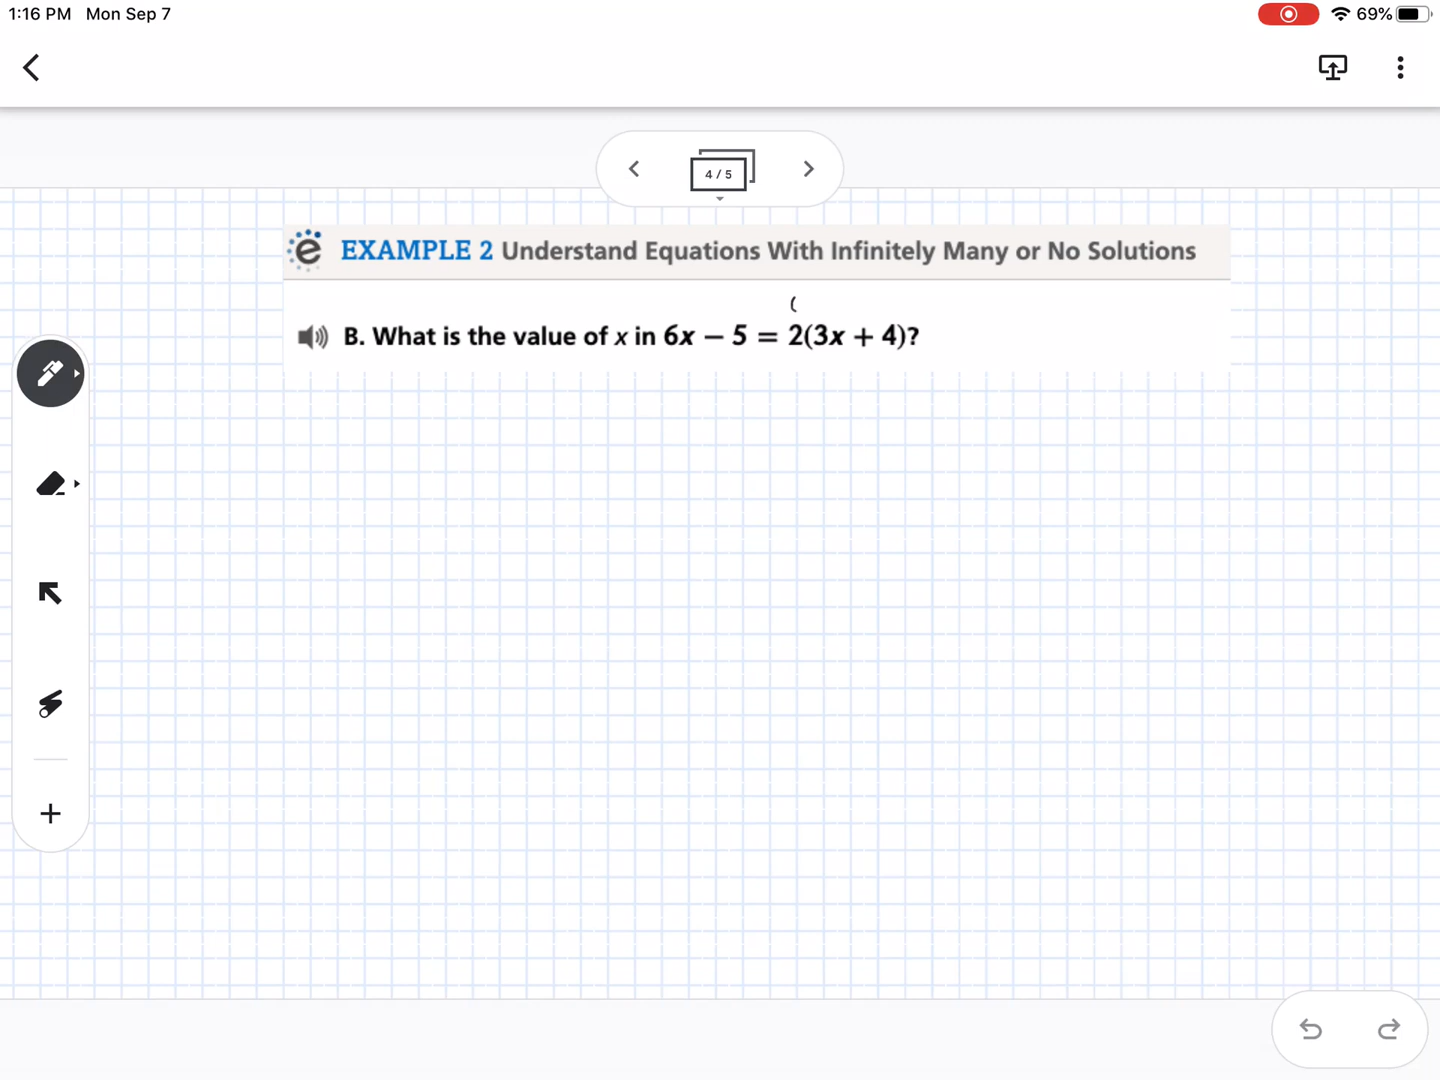 1:16 PM Mon Sep 7
69%
4 / 5
e EXAMPLE 2 Understand Equations With Infinitely Many or No Solutions
B. What is the value of x in 6x − 5 = 2(3x + 4)?